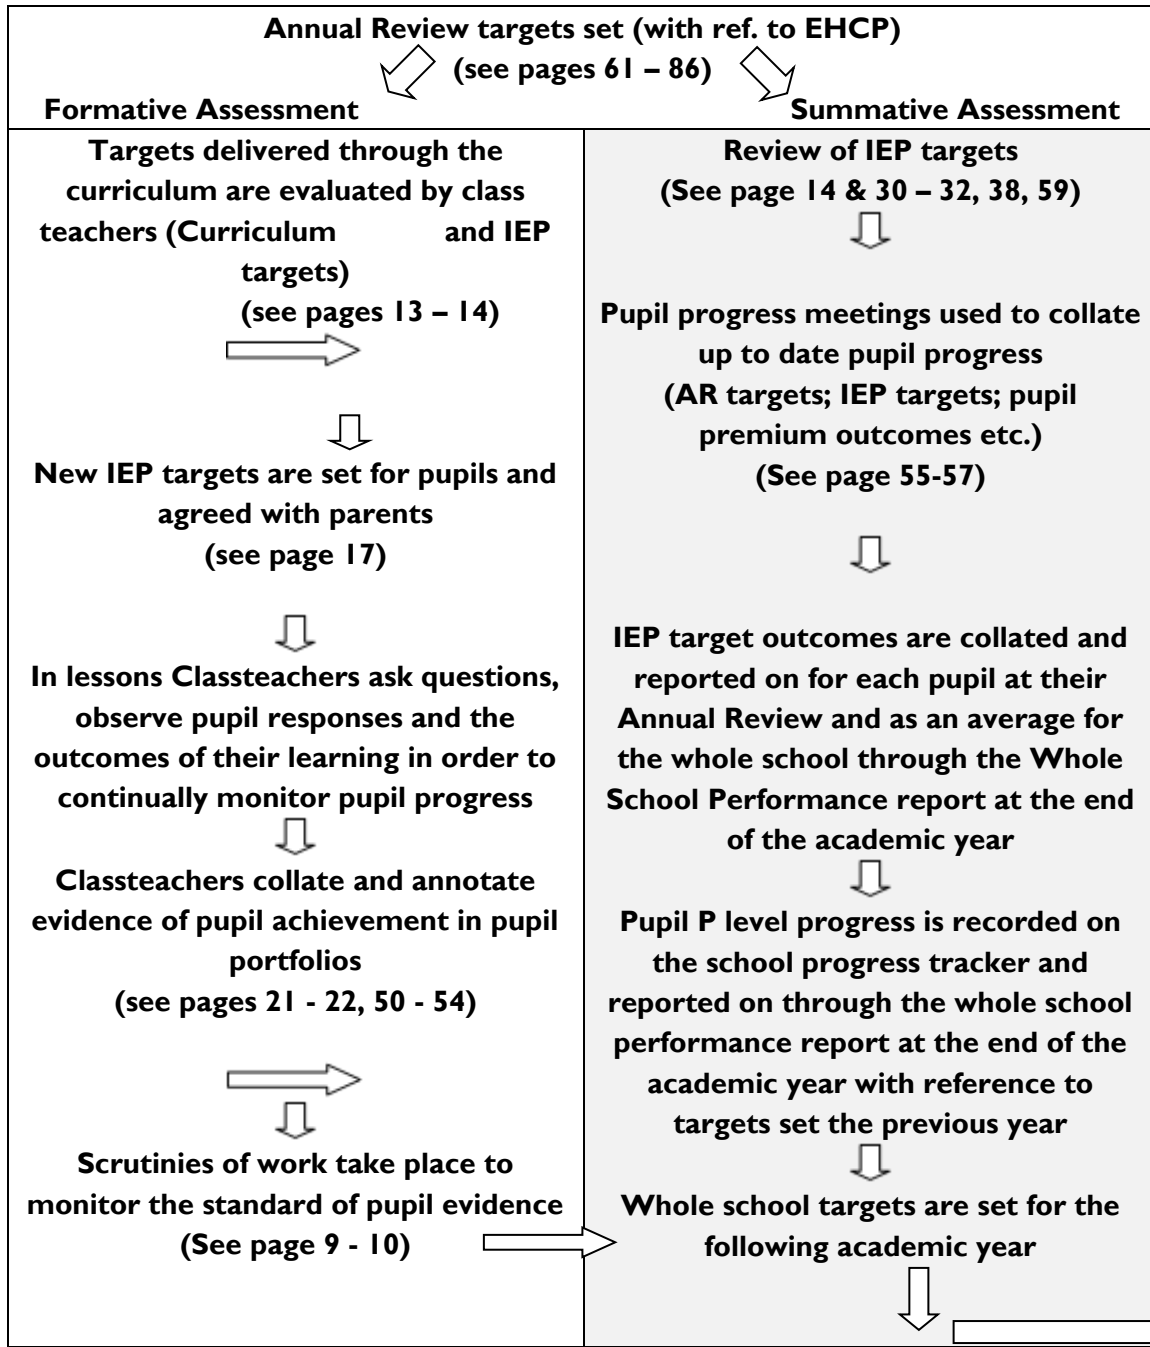 Annual Review targets set (with ref. to EHCP)
(see pages 61 – 86)
Formative Assessment
Summative Assessment
Targets delivered through the
curriculum are evaluated by class
teachers (Curriculum and IEP
targets)
(see pages 13 – 14)
New IEP targets are set for pupils and
agreed with parents
(see page 17)
In lessons Classteachers ask questions,
observe pupil responses and the
outcomes of their learning in order to
continually monitor pupil progress
Classteachers collate and annotate
evidence of pupil achievement in pupil
portfolios
(see pages 21 - 22, 50 - 54)
Scrutinies of work take place to
monitor the standard of pupil evidence
(See page 9 - 10)
Review of IEP targets
(See page 14 & 30 – 32, 38, 59)
Pupil progress meetings used to collate
up to date pupil progress
(AR targets; IEP targets; pupil
premium outcomes etc.)
(See page 55-57)
IEP target outcomes are collated and
reported on for each pupil at their
Annual Review and as an average for
the whole school through the Whole
School Performance report at the end
of the academic year
Pupil P level progress is recorded on
the school progress tracker and
reported on through the whole school
performance report at the end of the
academic year with reference to
targets set the previous year
Whole school targets are set for the
following academic year